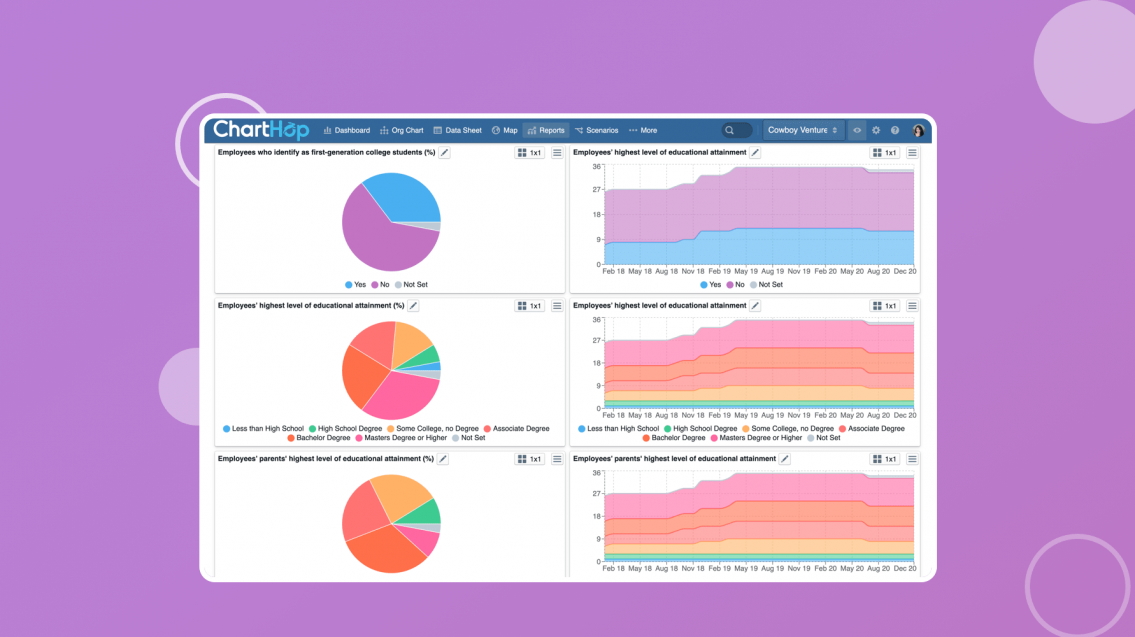 ChartHop Dashboard Org Chart Data Sheet Map Reports Scenarios More Cowboy Venture
Employees who identify as first-generation college students (%) 1x1
Yes No Not Set
Employees' highest level of educational attainment 1x1
36
27
18
9
0
Feb 18 May 18 Aug 18 Nov 18 Feb 19 May 19 Aug 19 Nov 19 Feb 20 May 20 Aug 20 Dec 20
Yes No Not Set
Employees' highest level of educational attainment (%) 1x1
Less than High School High School Degree Some College, no Degree Associate Degree
Bachelor Degree Masters Degree or Higher Not Set
Employees' highest level of educational attainment 1x1
36
27
18
9
0
Feb 18 May 18 Aug 18 Nov 18 Feb 19 May 19 Aug 19 Nov 19 Feb 20 May 20 Aug 20 Dec 20
Less than High School High School Degree Some College, no Degree Associate Degree
Bachelor Degree Masters Degree or Higher Not Set
Employees' parents' highest level of educational attainment (%) 1x1
Employees' parents' highest level of educational attainment 1x1
36
27
18
9
0
Feb 18 May 18 Aug 18 Nov 18 Feb 19 May 19 Aug 19 Nov 19 Feb 20 May 20 Aug 20 Dec 20